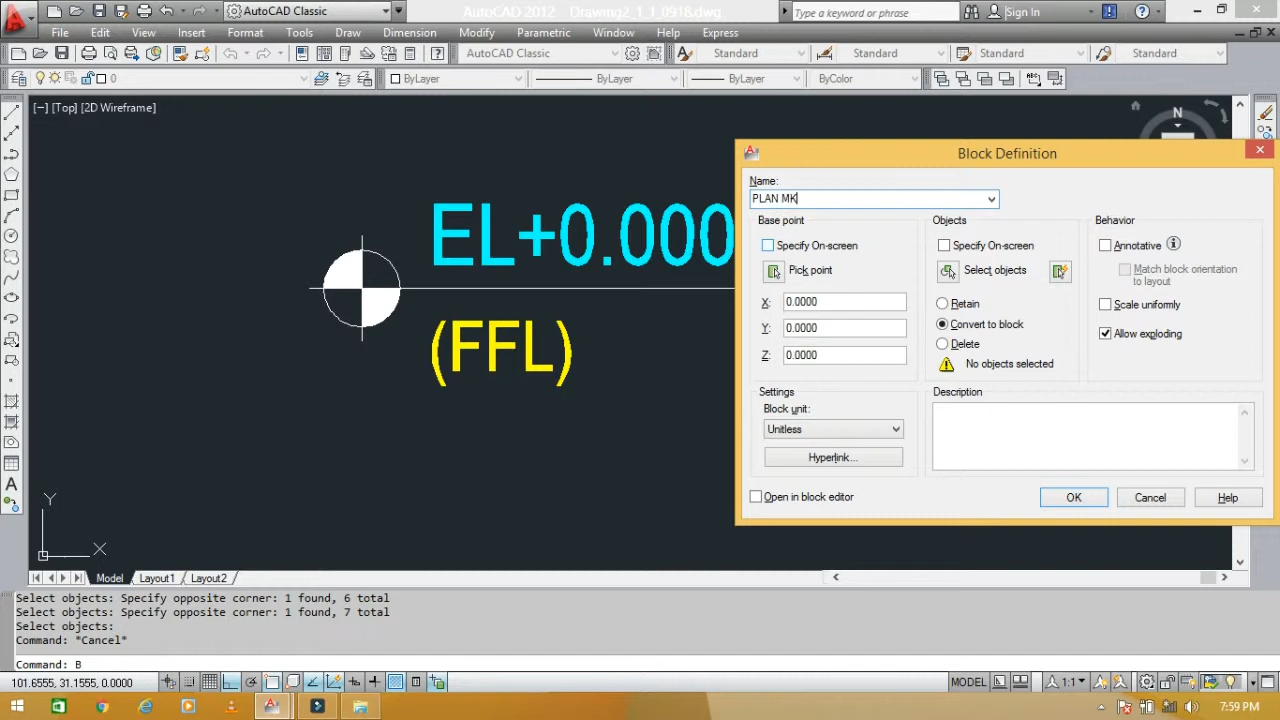 AutoCAD Classic
AutoCAD 2012 Drawing2_1_1_0918.dwg
Type a keyword or phrase
Sign In
File Edit View Insert Format Tools Draw Dimension Modify Parametric Window Help Express
AutoCAD Classic
Standard Standard Standard Standard
0 ByLayer ByLayer ByLayer ByColor
[−] [Top] [2D Wireframe]
N
EL+0.000
(FFL)
Y
X
Block Definition
Name:
PLAN MK
Base point
Specify On-screen
Pick point
X: 0.0000
Y: 0.0000
Z: 0.0000
Objects
Specify On-screen
Select objects
Retain
Convert to block
Delete
No objects selected
Behavior
Annotative
Match block orientation
to layout
Scale uniformly
Allow exploding
Settings
Block unit:
Unitless
Hyperlink...
Description
Open in block editor
OK Cancel Help
Model Layout1 Layout2
Select objects: Specify opposite corner: 1 found, 6 total
Select objects: Specify opposite corner: 1 found, 7 total
Select objects:
Command: *Cancel*
Command: B
101.6555, 31.1555, 0.0000
MODEL 1:1
7:59 PM